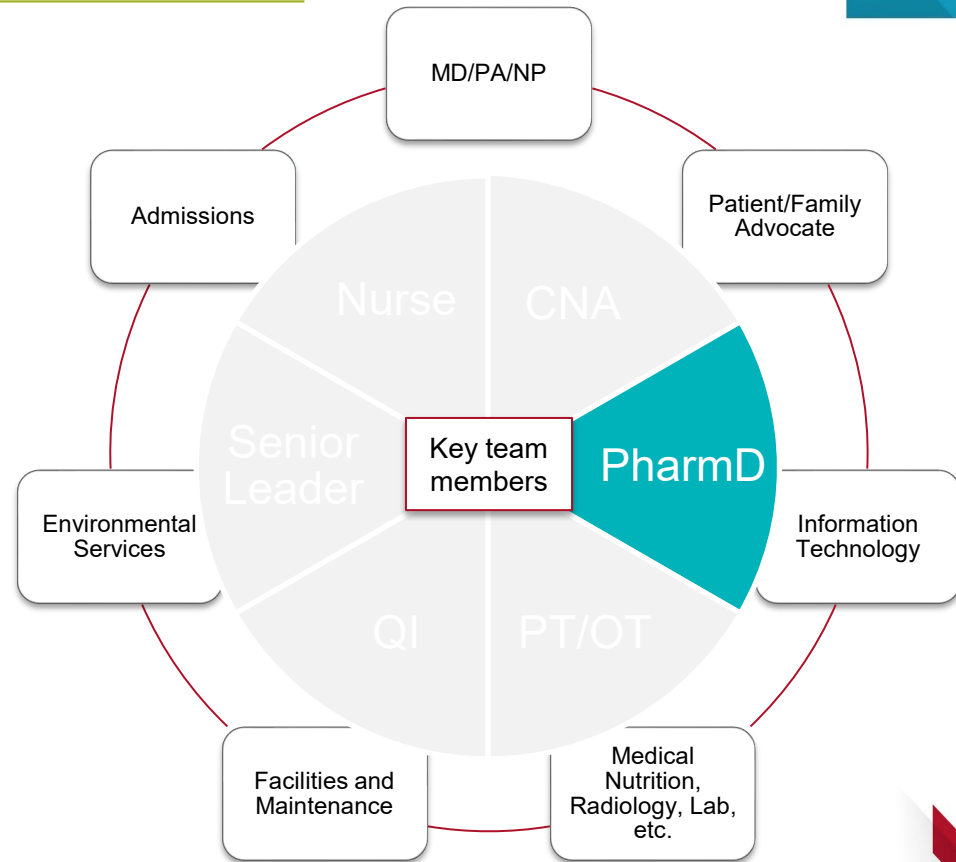 MD/PA/NP
Admissions
Patient/Family
Advocate
Nurse
CNA
Senior
Leader
Key team
members
PharmD
Environmental
Services
Information
Technology
QI
PT/OT
Facilities and
Maintenance
Medical
Nutrition,
Radiology, Lab,
etc.